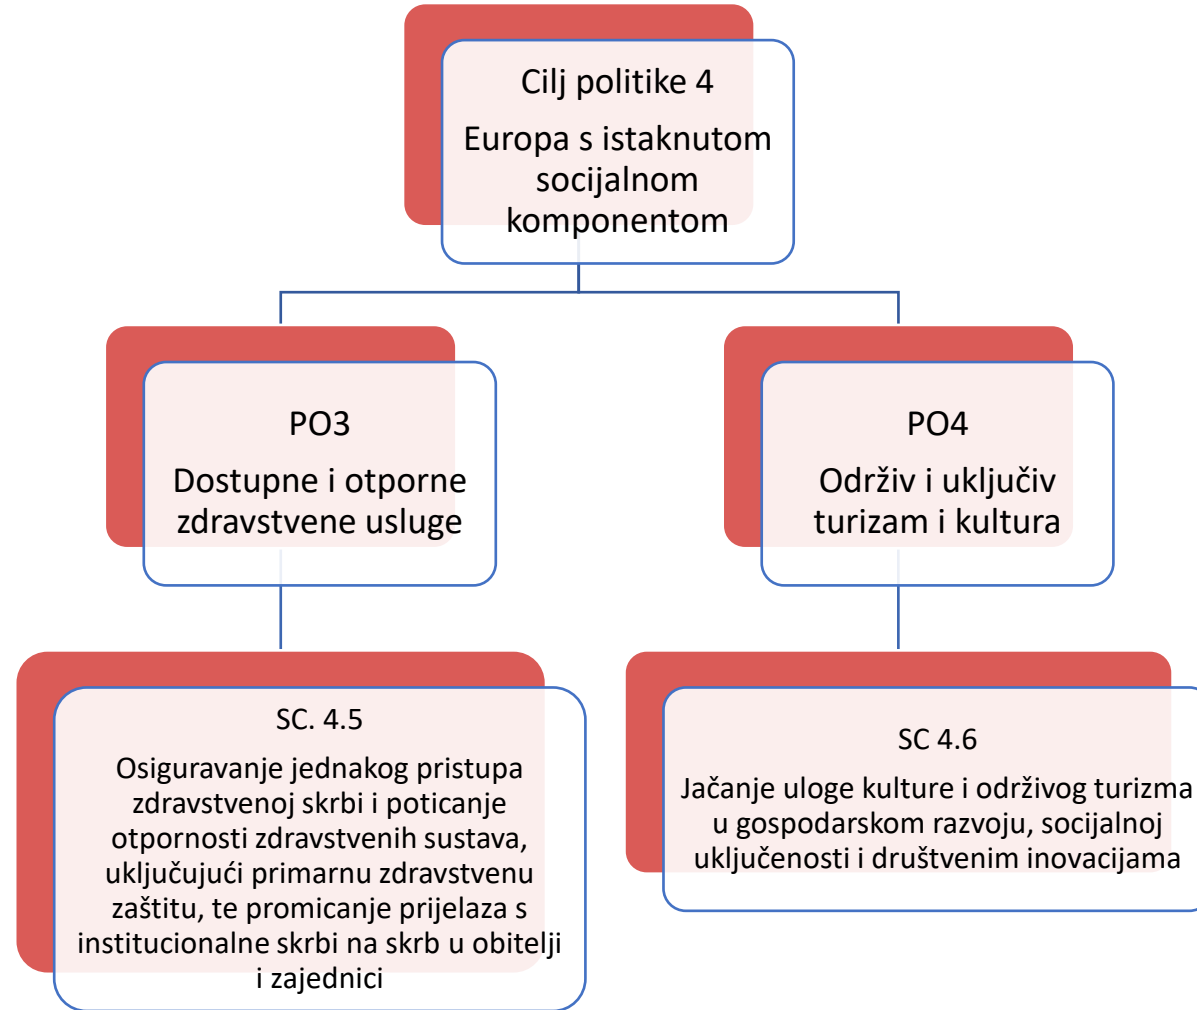 Cilj politike 4
Europa s istaknutom
socijalnom
komponentom
PO3
Dostupne i otporne
zdravstvene usluge
PO4
Održiv i uključiv
turizam i kultura
SC. 4.5
Osiguravanje jednakog pristupa
zdravstvenoj skrbi i poticanje
otpornosti zdravstvenih sustava,
uključujući primarnu zdravstvenu
zaštitu, te promicanje prijelaza s
institucionalne skrbi na skrb u obitelji
i zajednici
SC 4.6
Jačanje uloge kulture i održivog turizma
u gospodarskom razvoju, socijalnoj
uključenosti i društvenim inovacijama